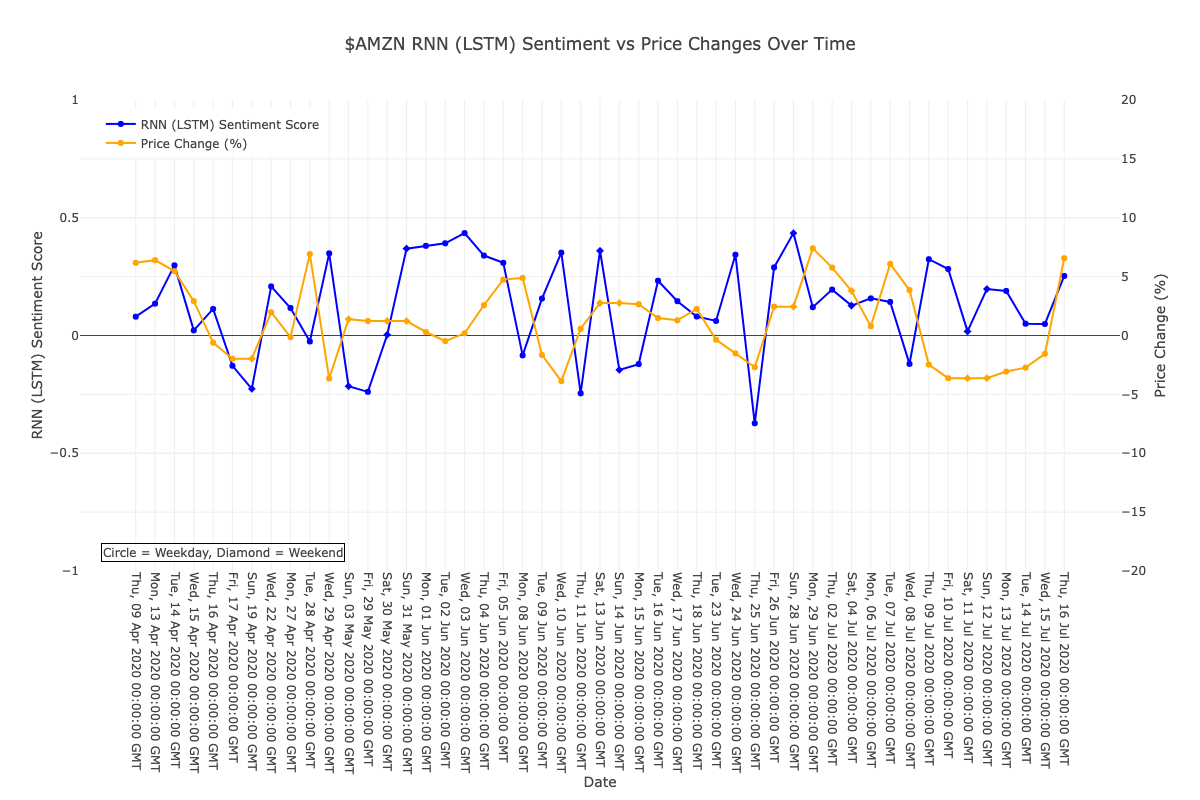 $AMZN RNN (LSTM) Sentiment vs Price Changes Over Time
RNN (LSTM) Sentiment Score
Price Change (%)
1
0.5
0
−0.5
−1
RNN (LSTM) Sentiment Score
20
15
10
5
0
−5
−10
−15
−20
Price Change (%)
Circle = Weekday, Diamond = Weekend
Thu, 09 Apr 2020 00:00:00 GMT
Mon, 13 Apr 2020 00:00:00 GMT
Tue, 14 Apr 2020 00:00:00 GMT
Wed, 15 Apr 2020 00:00:00 GMT
Thu, 16 Apr 2020 00:00:00 GMT
Fri, 17 Apr 2020 00:00:00 GMT
Sun, 19 Apr 2020 00:00:00 GMT
Wed, 22 Apr 2020 00:00:00 GMT
Mon, 27 Apr 2020 00:00:00 GMT
Tue, 28 Apr 2020 00:00:00 GMT
Wed, 29 Apr 2020 00:00:00 GMT
Sun, 03 May 2020 00:00:00 GMT
Fri, 29 May 2020 00:00:00 GMT
Sat, 30 May 2020 00:00:00 GMT
Sun, 31 May 2020 00:00:00 GMT
Mon, 01 Jun 2020 00:00:00 GMT
Tue, 02 Jun 2020 00:00:00 GMT
Wed, 03 Jun 2020 00:00:00 GMT
Thu, 04 Jun 2020 00:00:00 GMT
Fri, 05 Jun 2020 00:00:00 GMT
Mon, 08 Jun 2020 00:00:00 GMT
Tue, 09 Jun 2020 00:00:00 GMT
Wed, 10 Jun 2020 00:00:00 GMT
Thu, 11 Jun 2020 00:00:00 GMT
Sat, 13 Jun 2020 00:00:00 GMT
Sun, 14 Jun 2020 00:00:00 GMT
Mon, 15 Jun 2020 00:00:00 GMT
Tue, 16 Jun 2020 00:00:00 GMT
Wed, 17 Jun 2020 00:00:00 GMT
Thu, 18 Jun 2020 00:00:00 GMT
Tue, 23 Jun 2020 00:00:00 GMT
Wed, 24 Jun 2020 00:00:00 GMT
Thu, 25 Jun 2020 00:00:00 GMT
Fri, 26 Jun 2020 00:00:00 GMT
Sun, 28 Jun 2020 00:00:00 GMT
Mon, 29 Jun 2020 00:00:00 GMT
Thu, 02 Jul 2020 00:00:00 GMT
Sat, 04 Jul 2020 00:00:00 GMT
Mon, 06 Jul 2020 00:00:00 GMT
Tue, 07 Jul 2020 00:00:00 GMT
Wed, 08 Jul 2020 00:00:00 GMT
Thu, 09 Jul 2020 00:00:00 GMT
Fri, 10 Jul 2020 00:00:00 GMT
Sat, 11 Jul 2020 00:00:00 GMT
Sun, 12 Jul 2020 00:00:00 GMT
Mon, 13 Jul 2020 00:00:00 GMT
Tue, 14 Jul 2020 00:00:00 GMT
Wed, 15 Jul 2020 00:00:00 GMT
Thu, 16 Jul 2020 00:00:00 GMT
Date